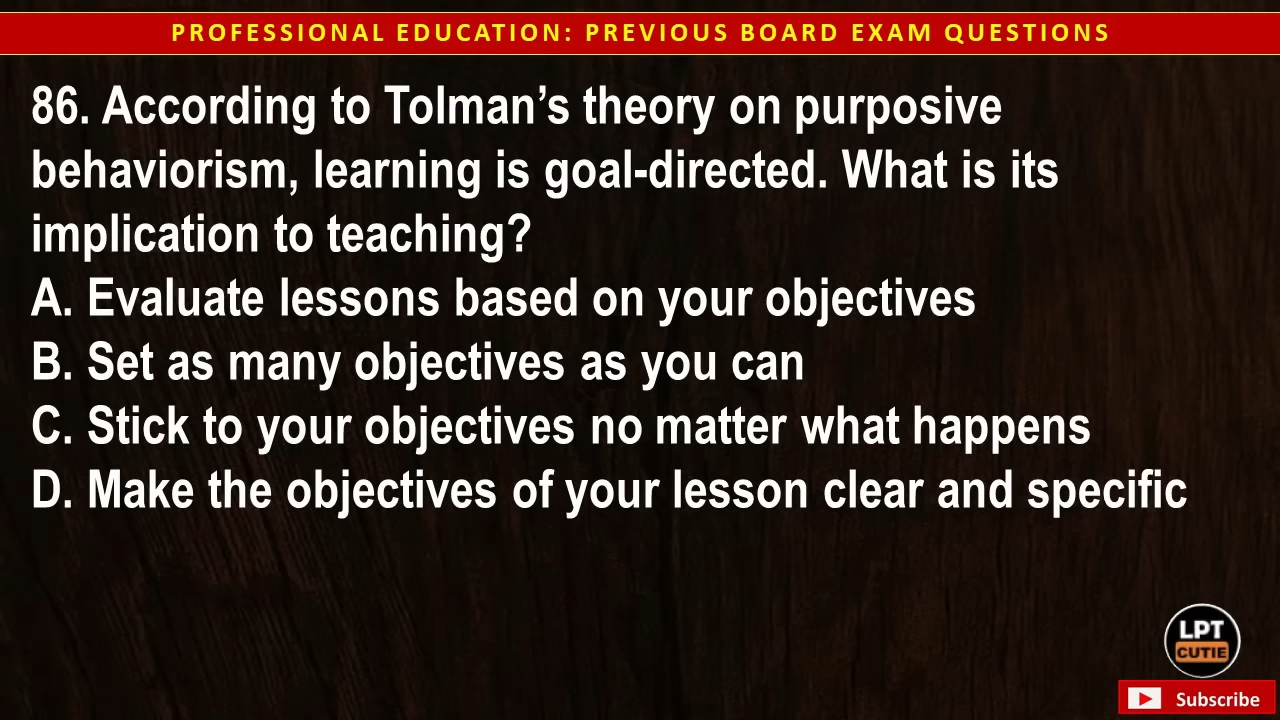 PROFESSIONAL EDUCATION: PREVIOUS BOARD EXAM QUESTIONS
86. According to Tolman’s theory on purposive
behaviorism, learning is goal-directed. What is its
implication to teaching?
A. Evaluate lessons based on your objectives
B. Set as many objectives as you can
C. Stick to your objectives no matter what happens
D. Make the objectives of your lesson clear and specific
LPT
CUTIE
Subscribe